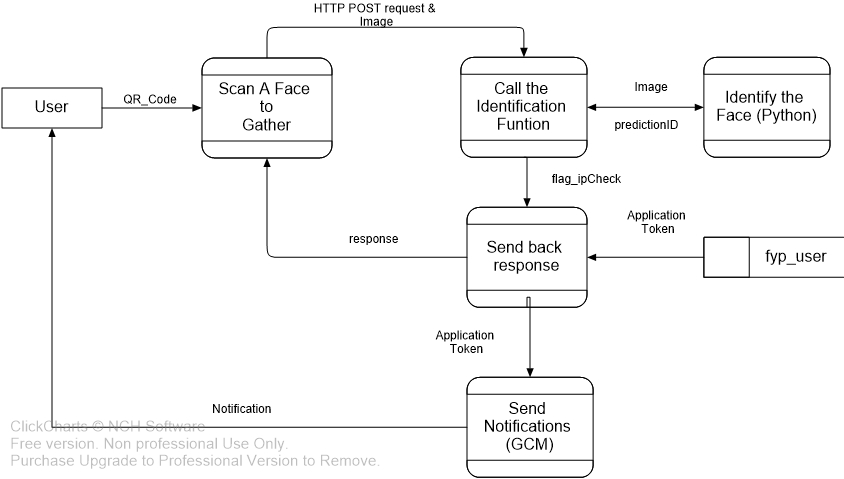 HTTP POST request &
Image
User
QR_Code
Scan A Face
to
Gather
Call the
Identification
Funtion
Image
predictionID
Identify the
Face (Python)
flag_ipCheck
response
Send back
response
Application
Token
fyp_user
Application
Token
Notification
Send
Notifications
(GCM)
ClickCharts © NCH Software
Free version. Non professional Use Only.
Purchase Upgrade to Professional Version to Remove.